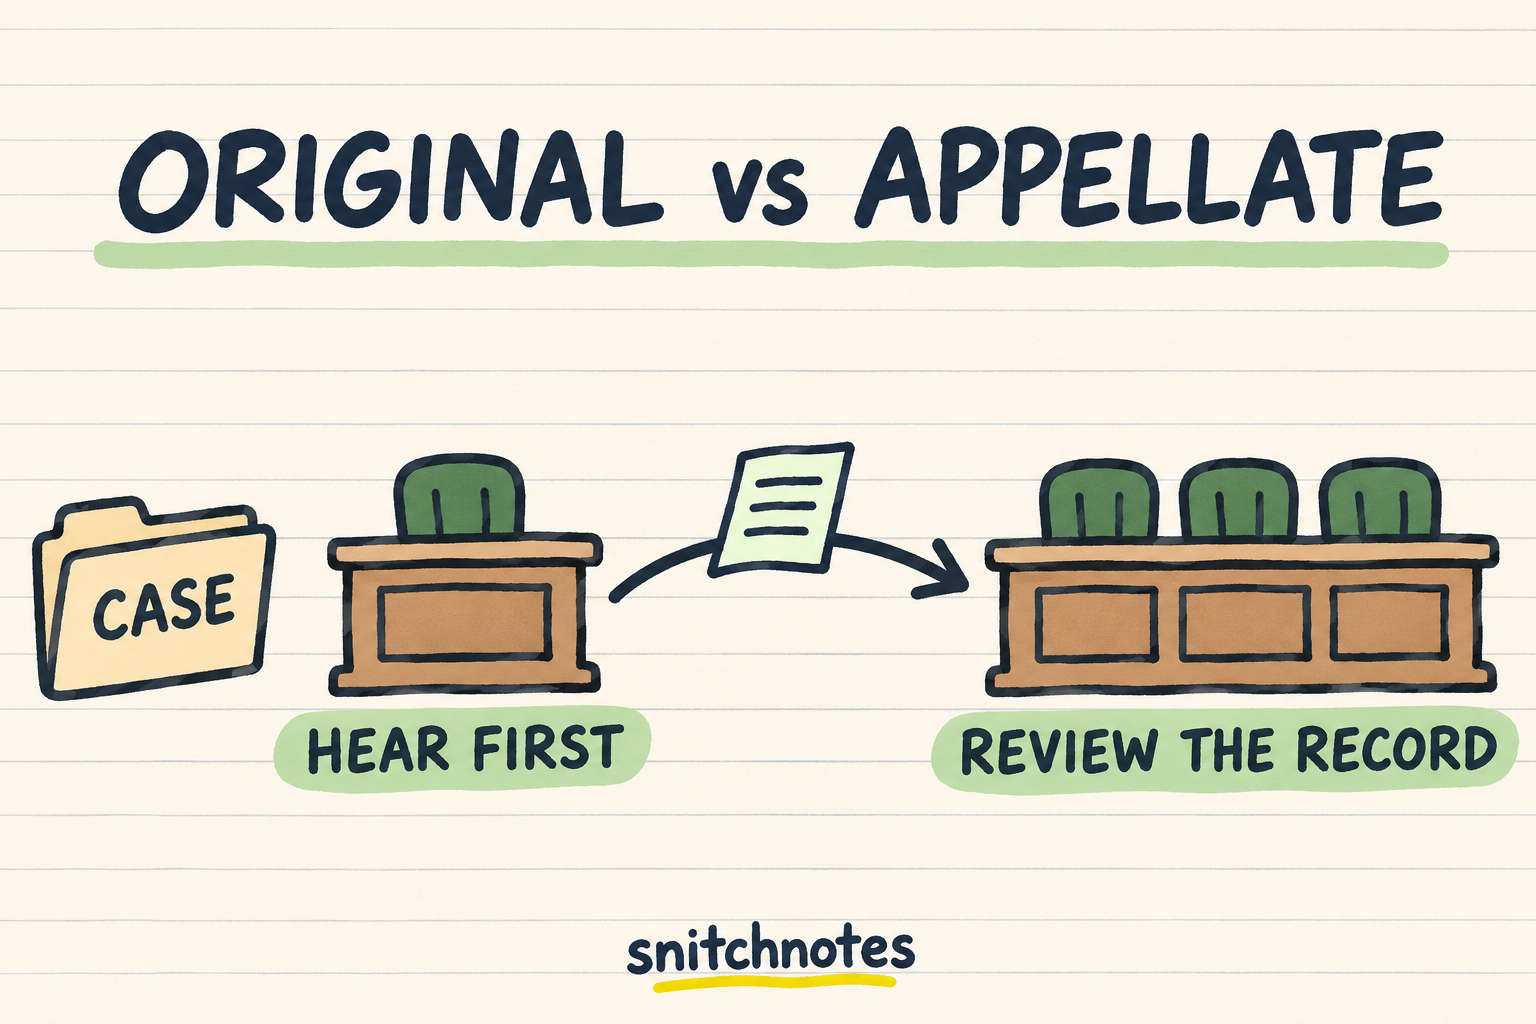 ORIGINAL vs APPELLATE
CASE
HEAR FIRST
REVIEW THE RECORD
snitchnotes